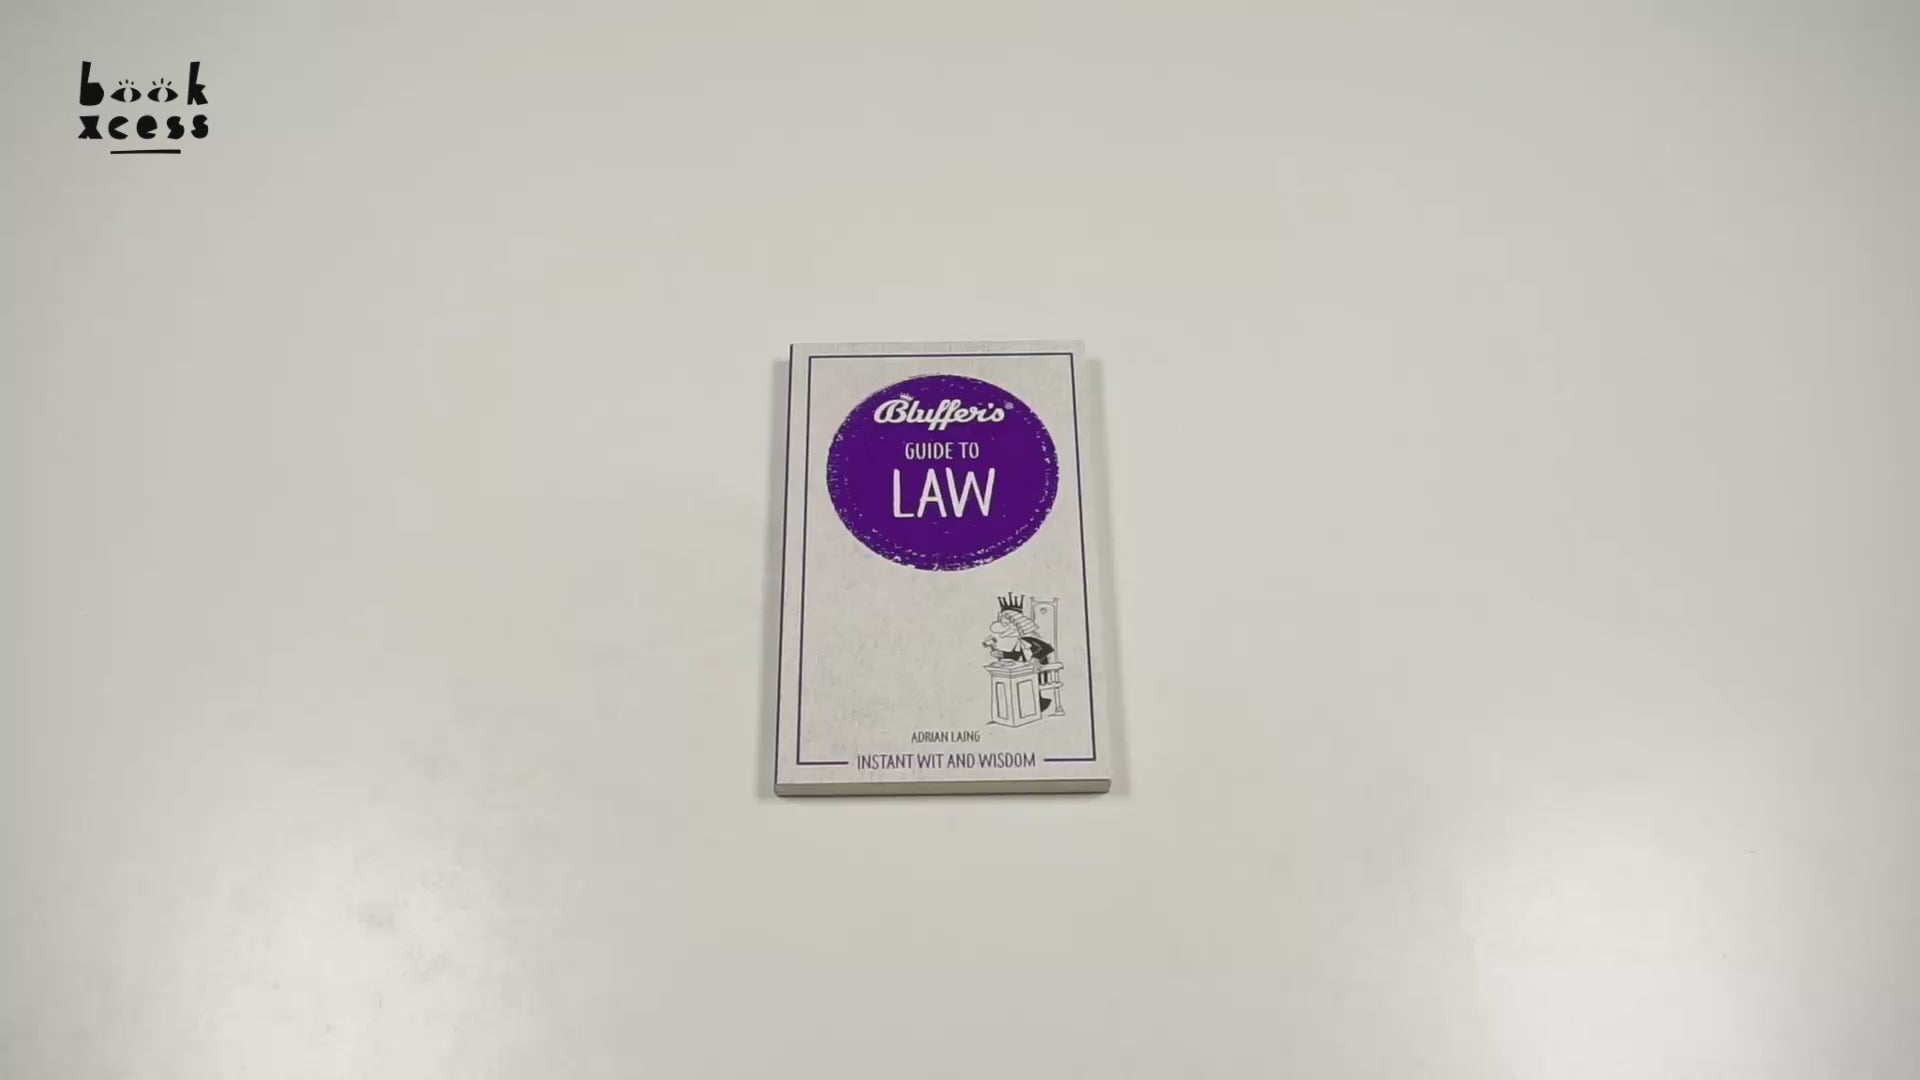 book
xcess
Bluffer's®
GUIDE TO
LAW
ADRIAN LAING
INSTANT WIT AND WISDOM